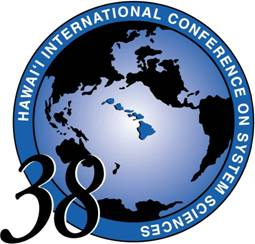 HAWAI'I INTERNATIONAL CONFERENCE ON SYSTEM SCIENCES
38